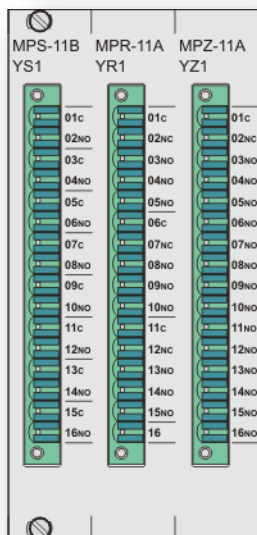 MPS-11B MPR-11A MPZ-11A
YS1 YR1 YZ1
01C 01C 01C
02NO 02NC 02NC
03C 03NO 03NO
04NO 04NO 04NO
05C 05NO 05NO
06NO 06C 06NO
07C 07NC 07NO
08NO 08NO 08NO
09C 09NO 09NO
10NO 10NO 10NO
11C 11C 11NO
12NO 12NC 12NO
13C 13NO 13NO
14NO 14NO 14NO
15C 15NO 15NO
16NO 16 16NO